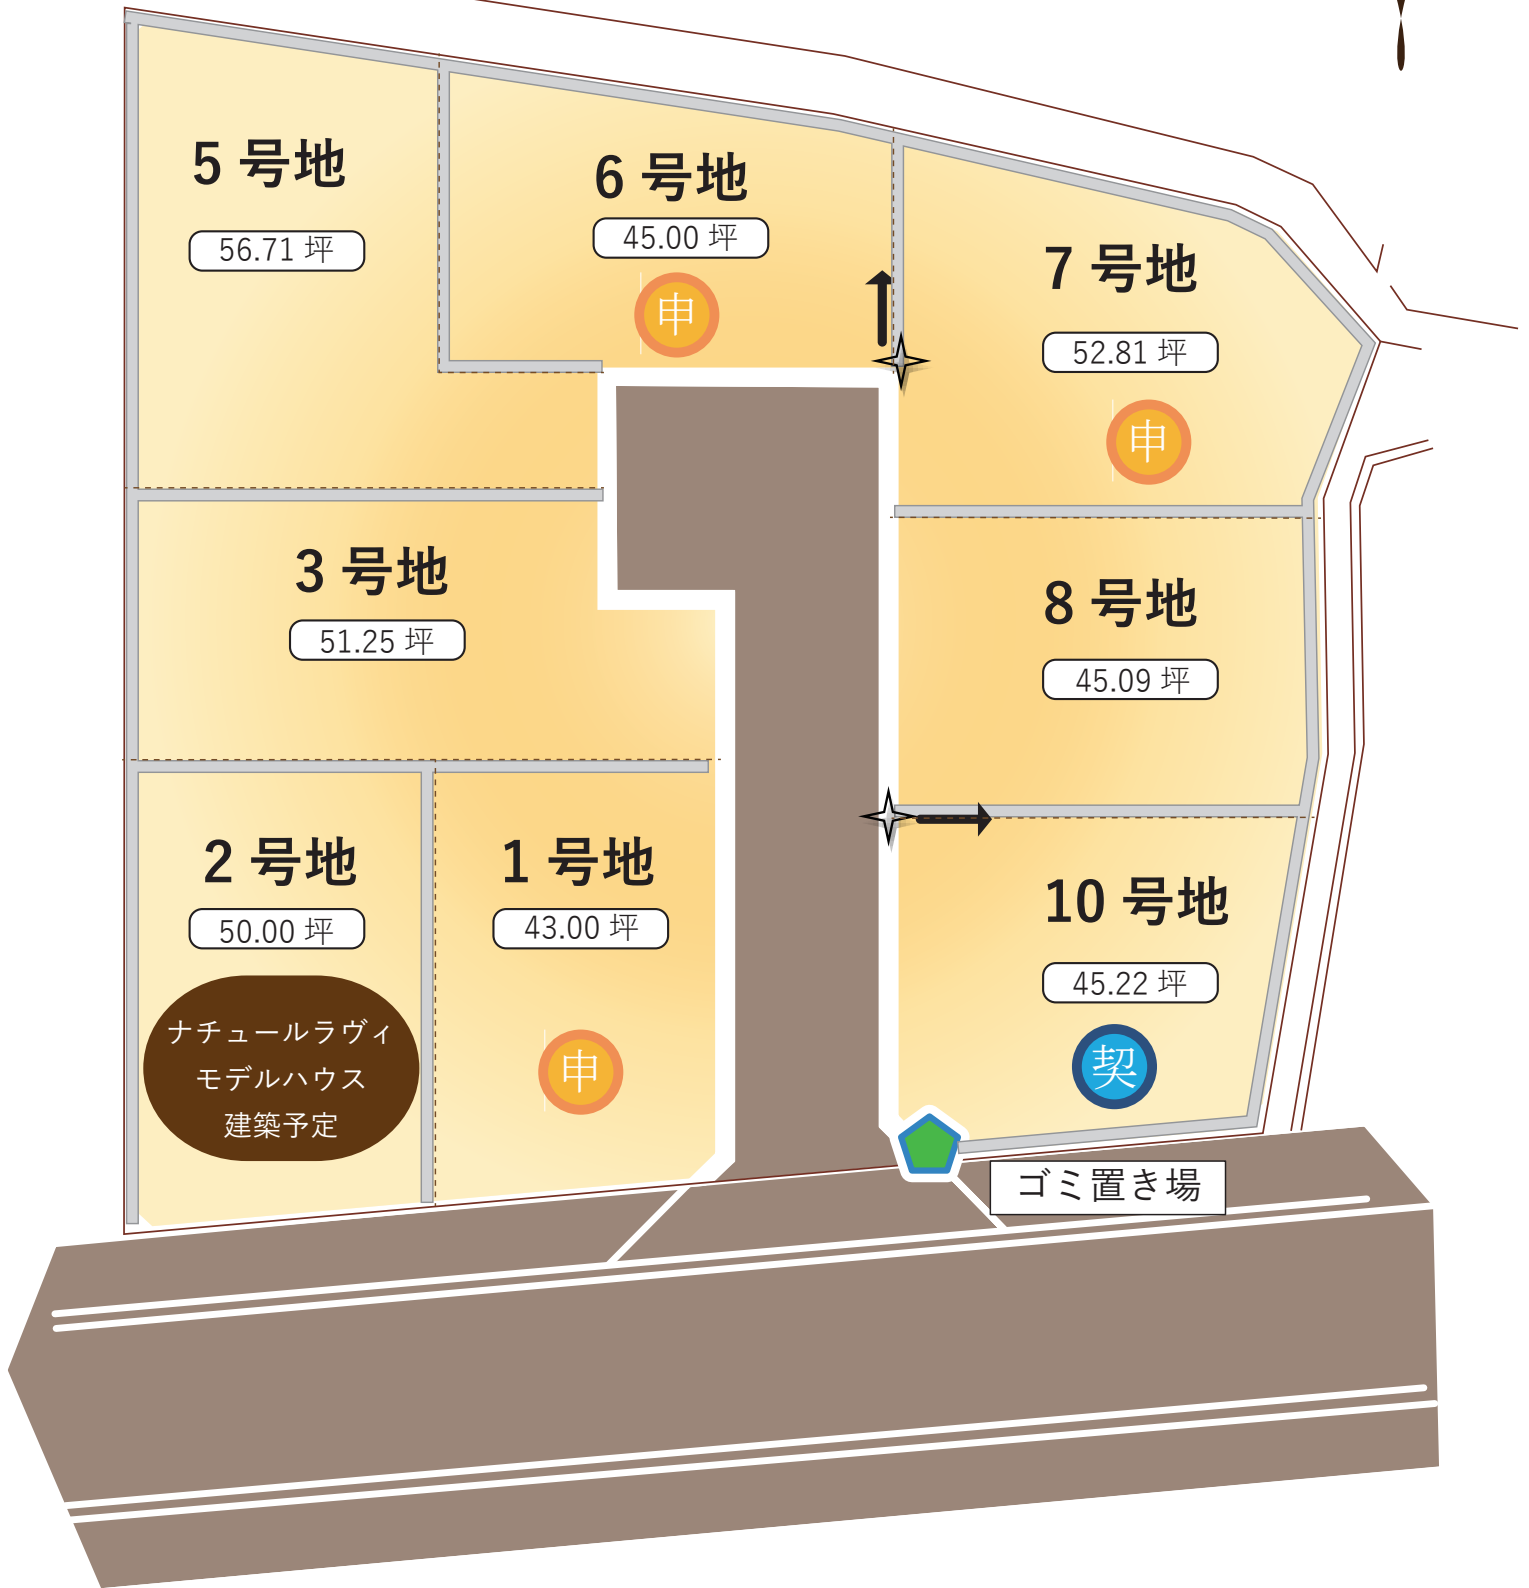 5 号地
56.71 坪
6 号地
45.00 坪
申
7 号地
52.81 坪
申
3 号地
51.25 坪
8 号地
45.09 坪
2 号地
50.00 坪
ナチュールラヴィ
モデルハウス
建築予定
1 号地
43.00 坪
申
10 号地
45.22 坪
契
ゴミ置き場